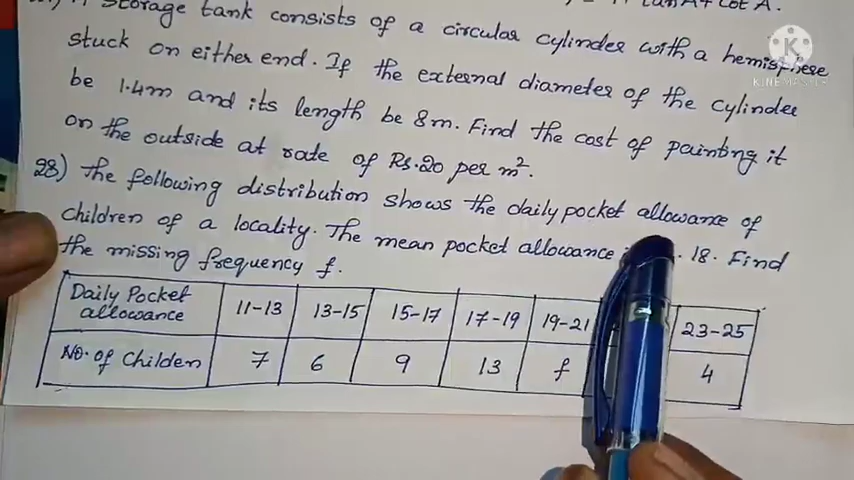 Storage tank consists of a circular cylinder with a hemisphere
stuck on either end. If the external diameter of the cylinder
be 1.4m and its length be 8m. Find the cost of painting it
on the outside at rate of Rs.20 per m².
28) The following distribution shows the daily pocket allowance of
children of a locality. The mean pocket allowance 18. Find
the missing frequency f.
Daily Pocket allowance 11-13 13-15 15-17 17-19 19-21 23-25
No. of Childen 7 6 9 13 f 4
KINEMASTER